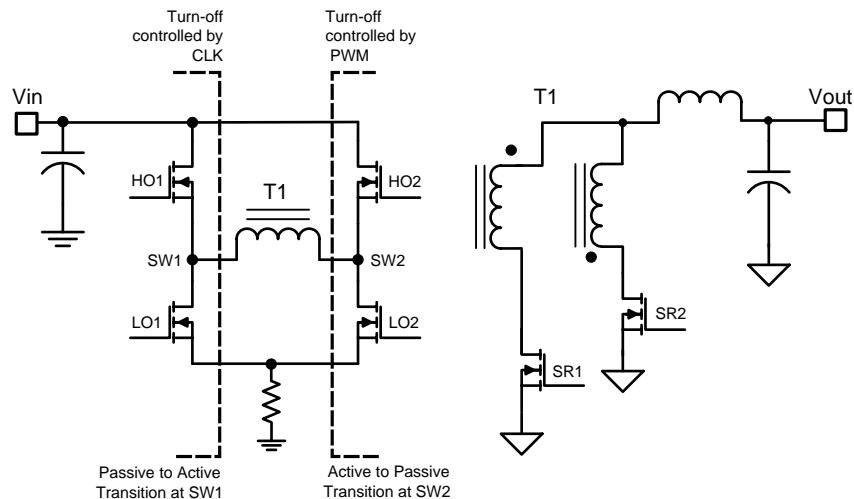 Turn-off
controlled by
CLK
Turn-off
controlled by
PWM
Vin
T1
Vout
HO1
T1
HO2
SW1
SW2
LO1
LO2
SR2
SR1
Passive to Active
Transition at SW1
Active to Passive
Transition at SW2